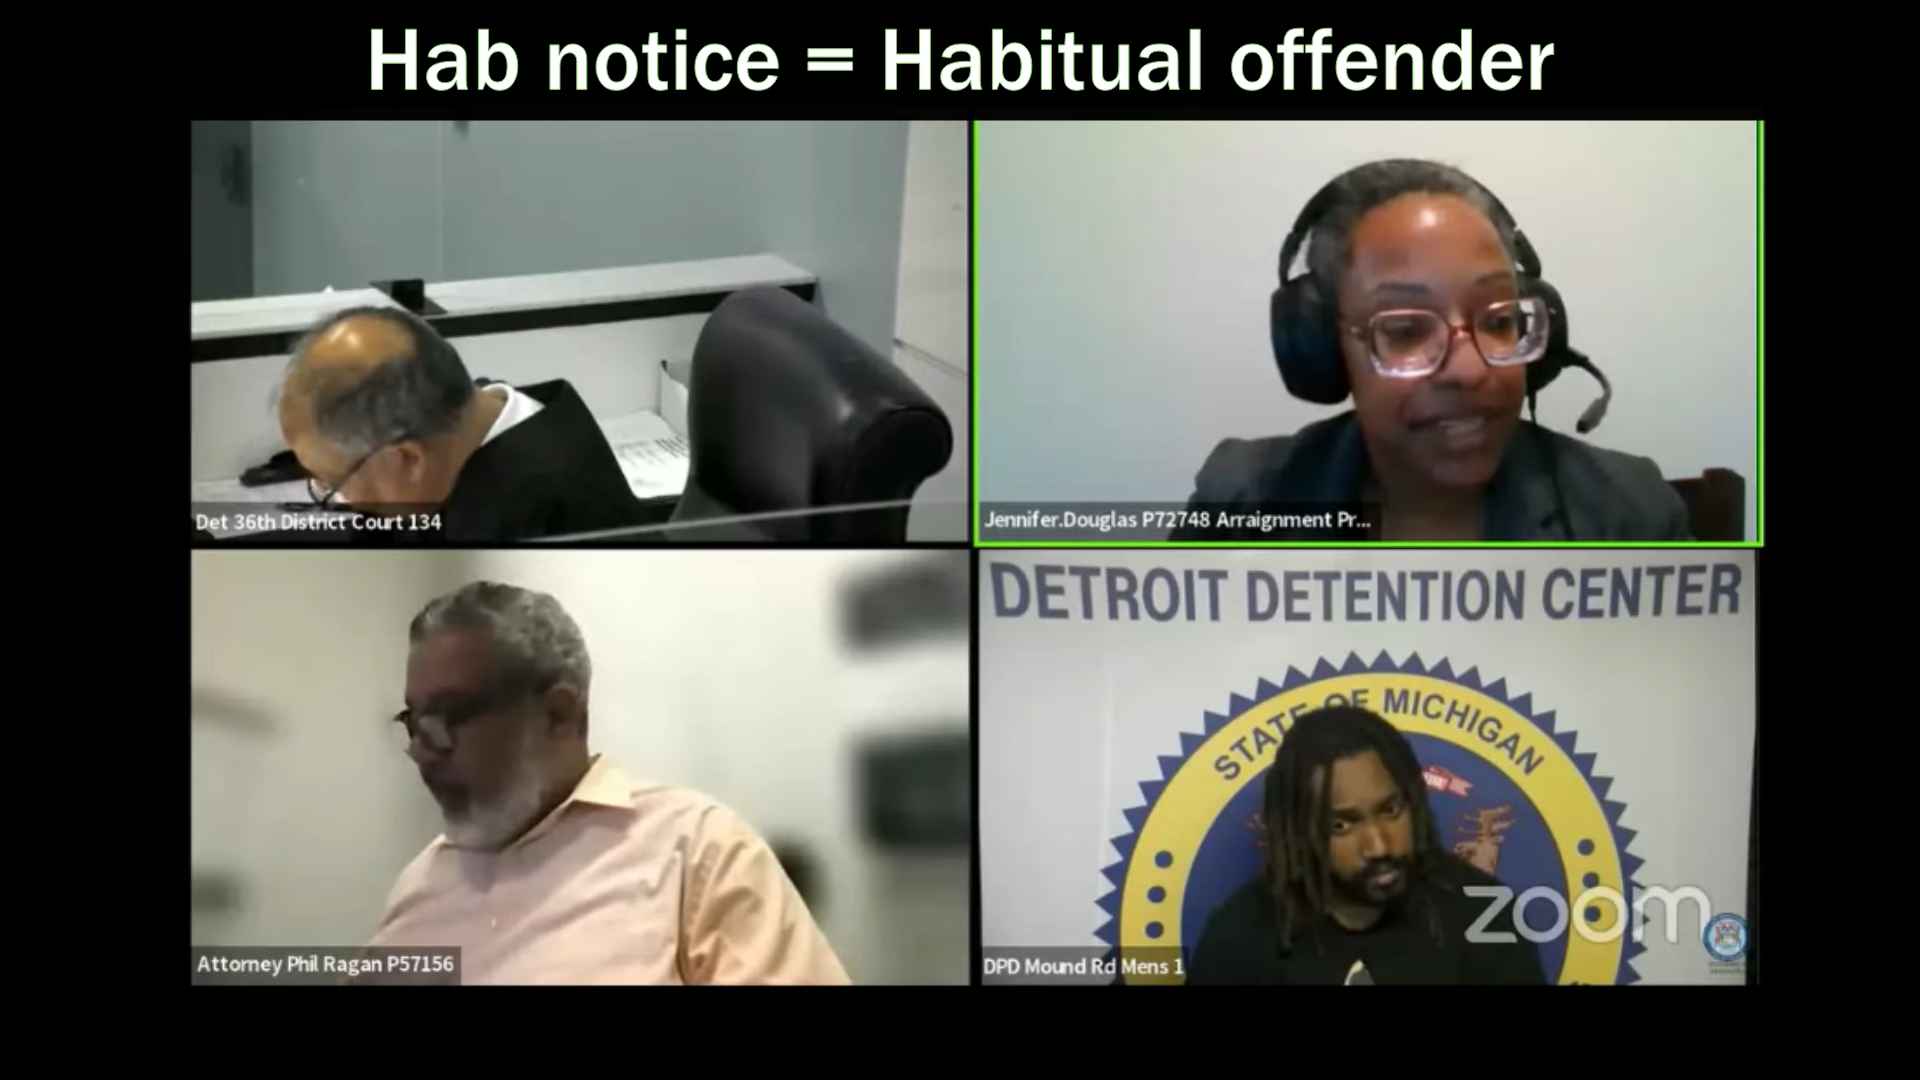 Hab notice = Habitual offender
Det 36th District Court 134
Jennifer.Douglas P72748 Arraignment Pr...
DETROIT DETENTION CENTER
STATE OF MICHIGAN
zoom
Attorney Phil Ragan P57156
DPD Mound Rd Mens 1